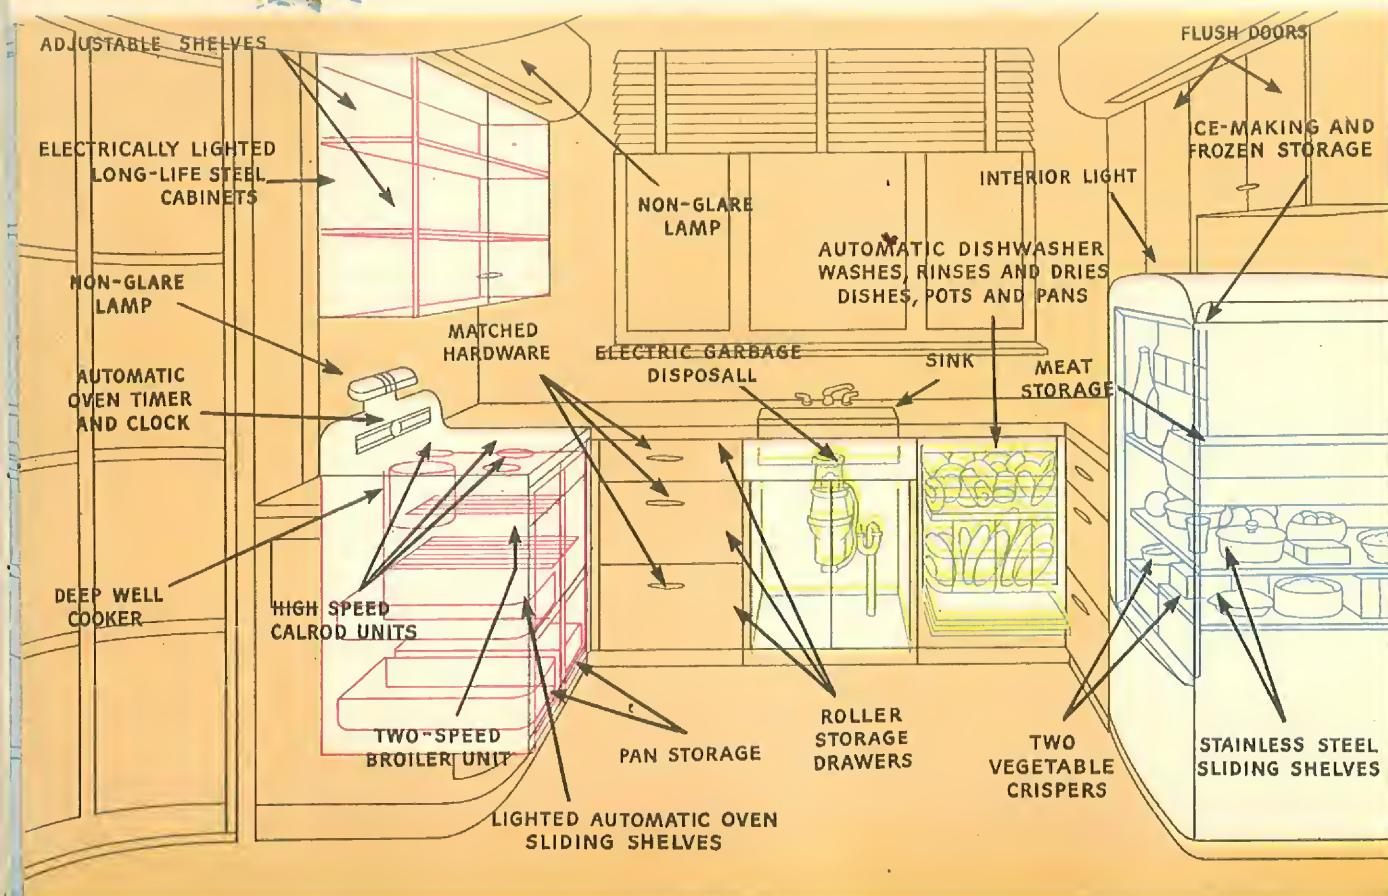 ADJUSTABLE SHELVES
FLUSH DOORS
ELECTRICALLY LIGHTED
LONG-LIFE STEEL
CABINETS
ICE-MAKING AND
FROZEN STORAGE
INTERIOR LIGHT
NON-GLARE
LAMP
AUTOMATIC DISHWASHER
WASHES, RINSES AND DRIES
DISHES, POTS AND PANS
NON-GLARE
LAMP
MATCHED
HARDWARE
ELECTRIC GARBAGE
DISPOSALL
SINK
MEAT
STORAGE
AUTOMATIC
OVEN TIMER
AND CLOCK
DEEP WELL
COOKER
HIGH SPEED
CALROD UNITS
TWO-SPEED
BROILER UNIT
PAN STORAGE
ROLLER
STORAGE
DRAWERS
TWO
VEGETABLE
CRISPERS
STAINLESS STEEL
SLIDING SHELVES
LIGHTED AUTOMATIC OVEN
SLIDING SHELVES